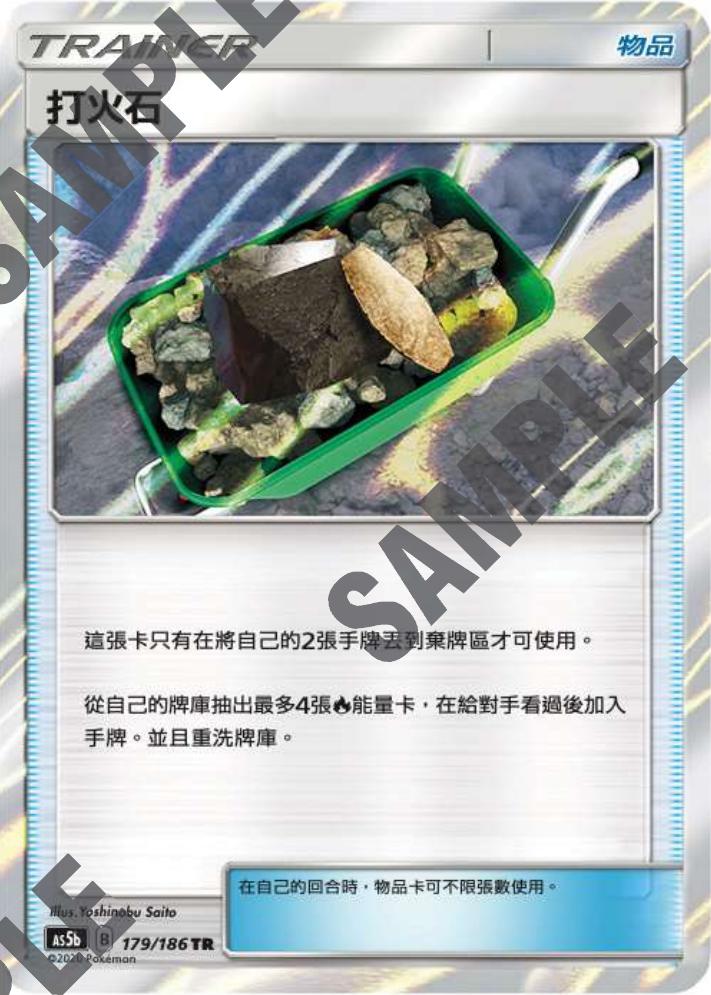 TRAINER
物品
打火石
SAMPLE
SAMPLE
這張卡只有在將自己的2張手牌丟到棄牌區才可使用。
從自己的牌庫抽出最多4張🔥能量卡,在給對手看過後加入
手牌。並且重洗牌庫。
在自己的回合時,物品卡可不限張數使用。
Illus. Yoshinobu Saito
AS5b B 179/186 TR
©2020 Pokémon
PLE